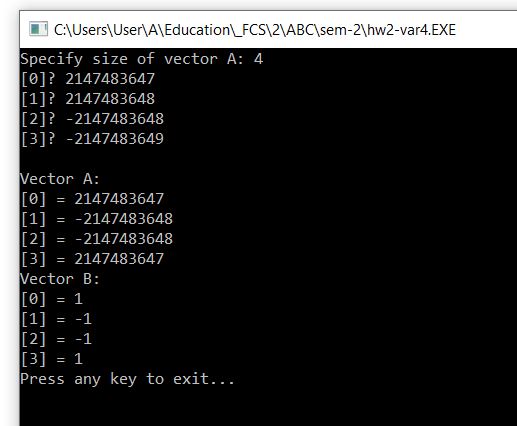 C:\Users\User\A\Education\_FCS\2\ABC\sem-2\hw2-var4.EXE
Specify size of vector A: 4
[0]? 2147483647
[1]? 2147483648
[2]? -2147483648
[3]? -2147483649

Vector A:
[0] = 2147483647
[1] = -2147483648
[2] = -2147483648
[3] = 2147483647
Vector B:
[0] = 1
[1] = -1
[2] = -1
[3] = 1
Press any key to exit...